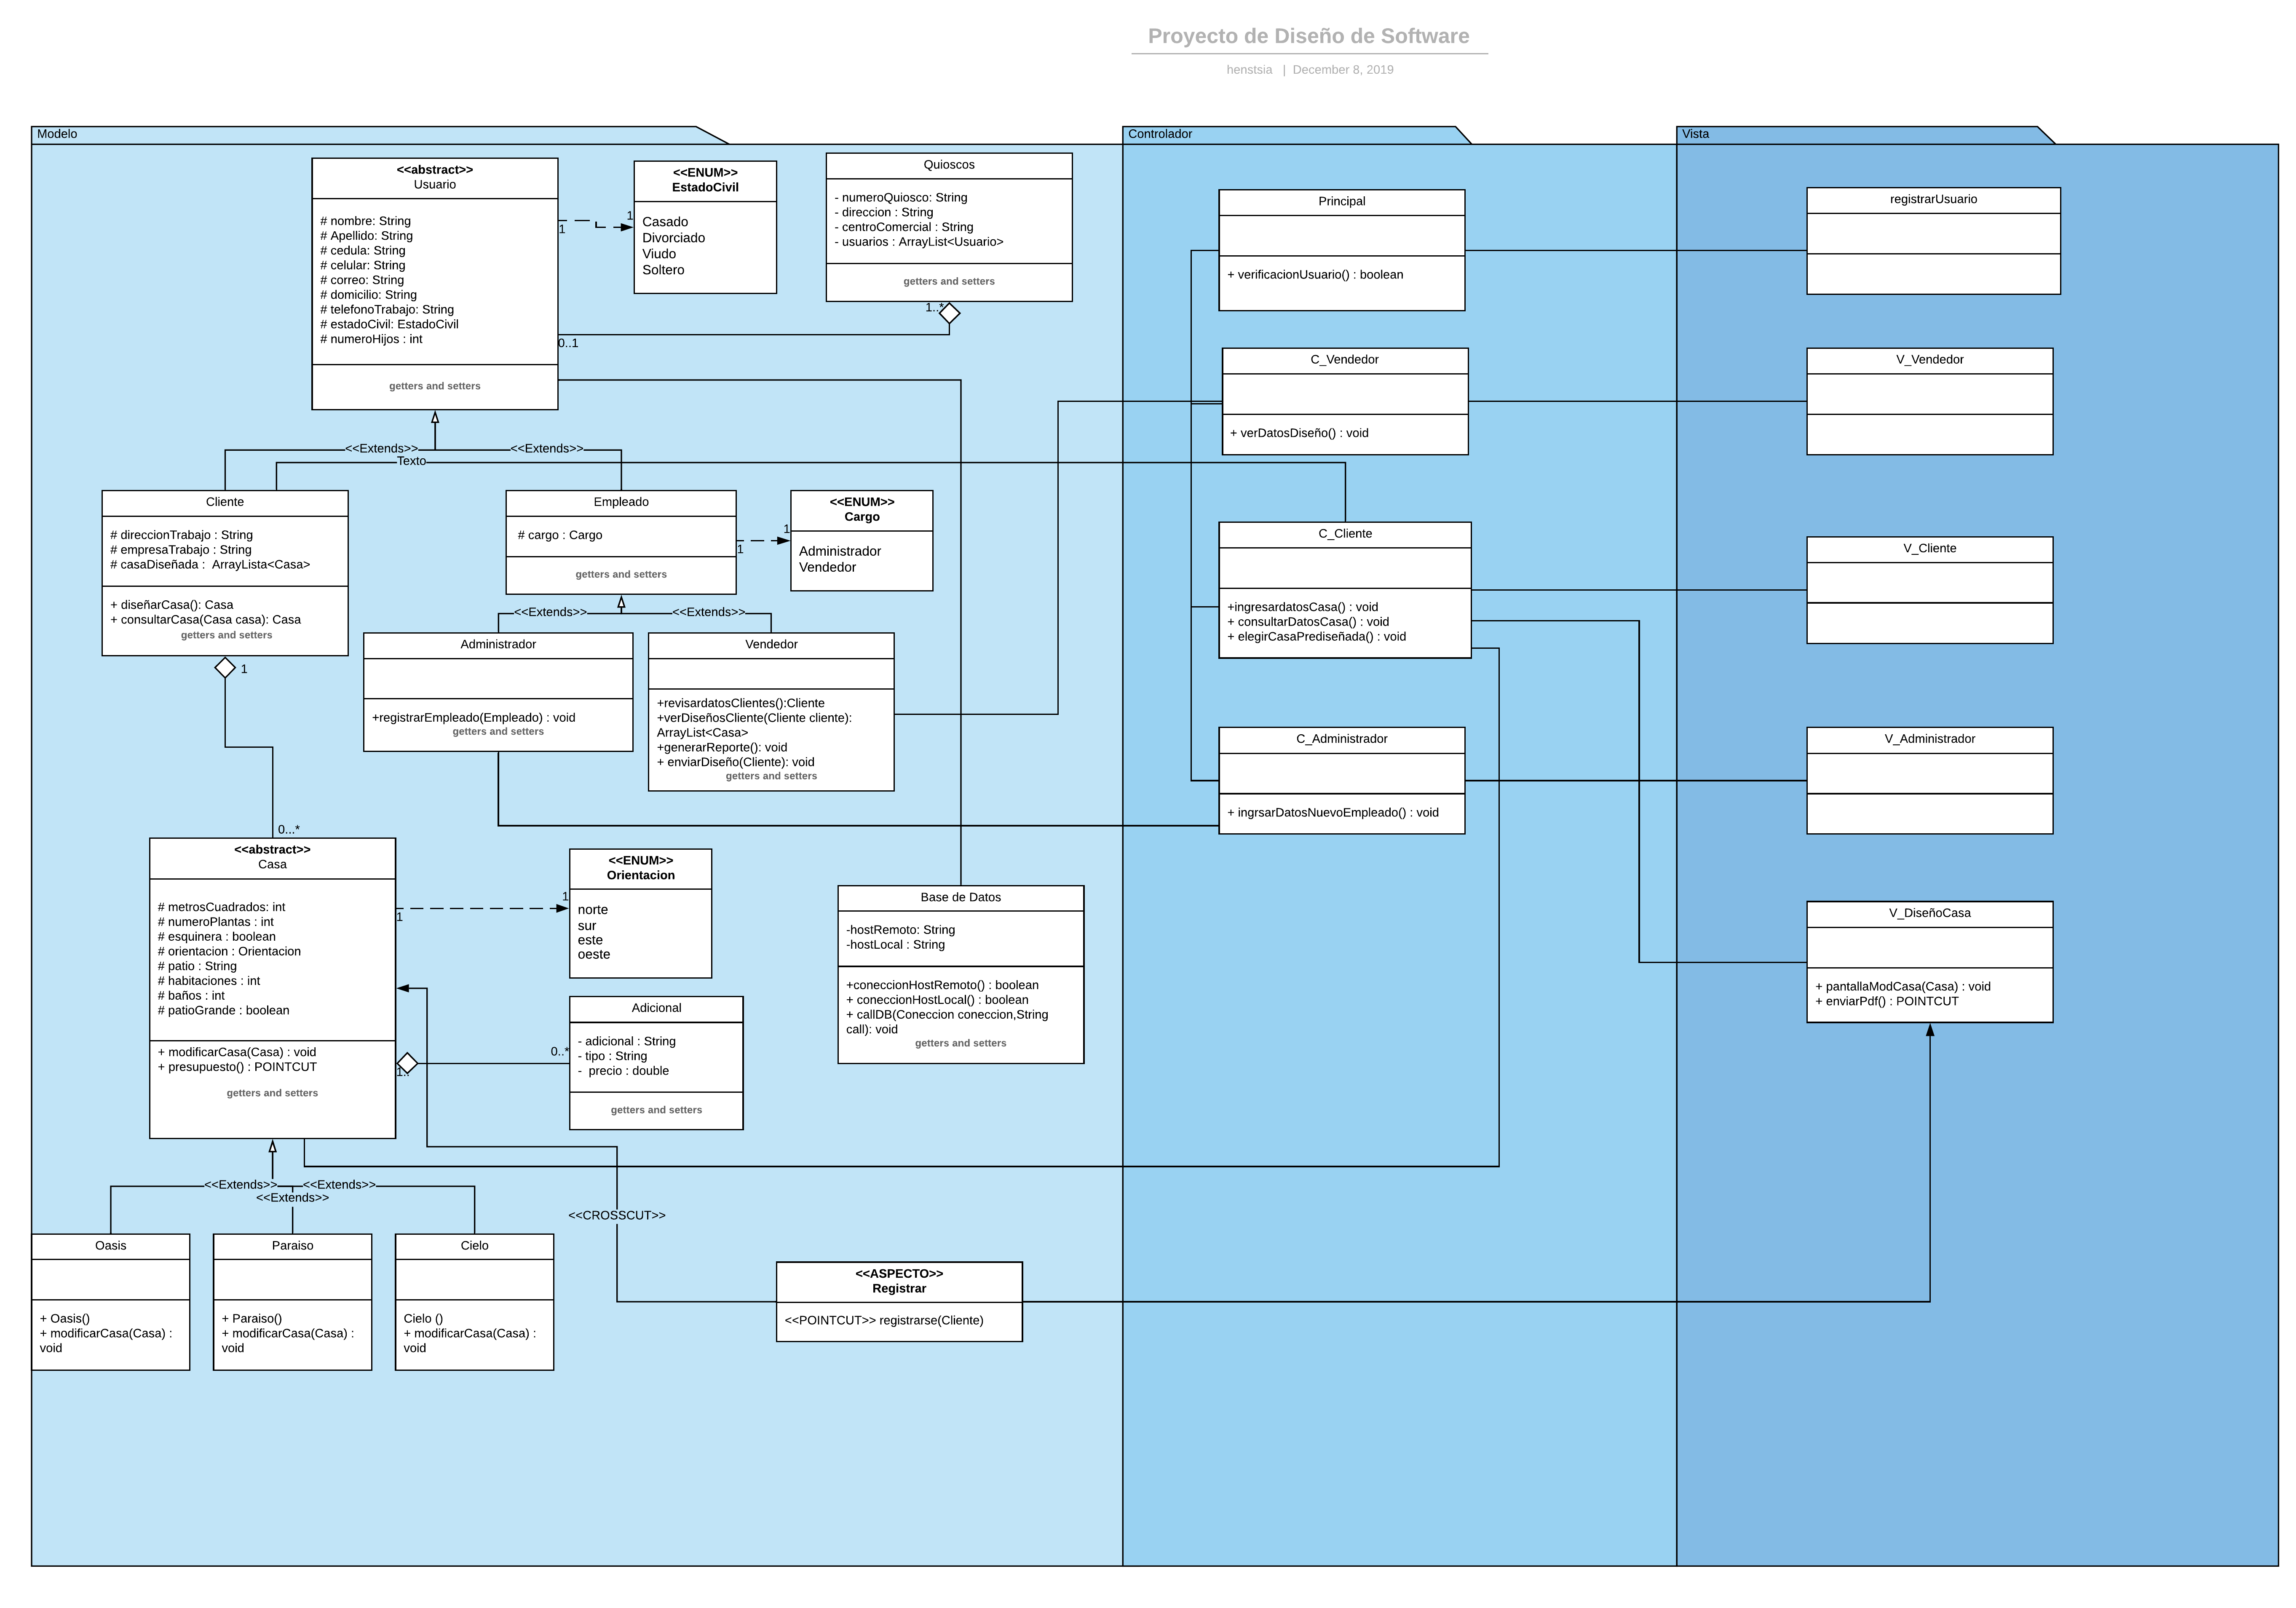 Proyecto de Diseño de Software
henstsia | December 8, 2019
Modelo
<<abstract>>
Usuario
# nombre: String
# Apellido: String
# cedula: String
# celular: String
# correo: String
# domicilio: String
# telefonoTrabajo: String
# estadoCivil: EstadoCivil
# numeroHijos : int
getters and setters
1
1
<<ENUM>>
EstadoCivil
Casado
Divorciado
Viudo
Soltero
Quioscos
- numeroQuiosco: String
- direccion : String
- centroComercial : String
- usuarios : ArrayList<Usuario>
getters and setters
1..*
0..1
<<Extends>>
<<Extends>>
Texto
Cliente
# direccionTrabajo : String
# empresaTrabajo : String
# casaDiseñada :  ArrayLista<Casa>
+ diseñarCasa(): Casa
+ consultarCasa(Casa casa): Casa
getters and setters
1
0...*
Empleado
# cargo : Cargo
getters and setters
1
1
<<ENUM>>
Cargo
Administrador
Vendedor
<<Extends>>
<<Extends>>
Administrador
+registrarEmpleado(Empleado) : void
getters and setters
Vendedor
+revisardatosClientes():Cliente
+verDiseñosCliente(Cliente cliente):
ArrayList<Casa>
+generarReporte(): void
+ enviarDiseño(Cliente): void
getters and setters
<<abstract>>
Casa
# metrosCuadrados: int
# numeroPlantas : int
# esquinera : boolean
# orientacion : Orientacion
# patio : String
# habitaciones : int
# baños : int
# patioGrande : boolean
+ modificarCasa(Casa) : void
+ presupuesto() : POINTCUT
getters and setters
1
1
<<ENUM>>
Orientacion
norte
sur
este
oeste
0..*
1..
Adicional
- adicional : String
- tipo : String
-  precio : double
getters and setters
Base de Datos
-hostRemoto: String
-hostLocal : String
+coneccionHostRemoto() : boolean
+ coneccionHostLocal() : boolean
+ callDB(Coneccion coneccion,String
call): void
getters and setters
<<Extends>>
<<Extends>>
<<Extends>>
<<CROSSCUT>>
Oasis
+ Oasis()
+ modificarCasa(Casa) :
void
Paraiso
+ Paraiso()
+ modificarCasa(Casa) :
void
Cielo
Cielo ()
+ modificarCasa(Casa) :
void
<<ASPECTO>>
Registrar
<<POINTCUT>> registrarse(Cliente)
Controlador
Principal
+ verificacionUsuario() : boolean
C_Vendedor
+ verDatosDiseño() : void
C_Cliente
+ingresardatosCasa() : void
+ consultarDatosCasa() : void
+ elegirCasaPrediseñada() : void
C_Administrador
+ ingrsarDatosNuevoEmpleado() : void
Vista
registrarUsuario
V_Vendedor
V_Cliente
V_Administrador
V_DiseñoCasa
+ pantallaModCasa(Casa) : void
+ enviarPdf() : POINTCUT